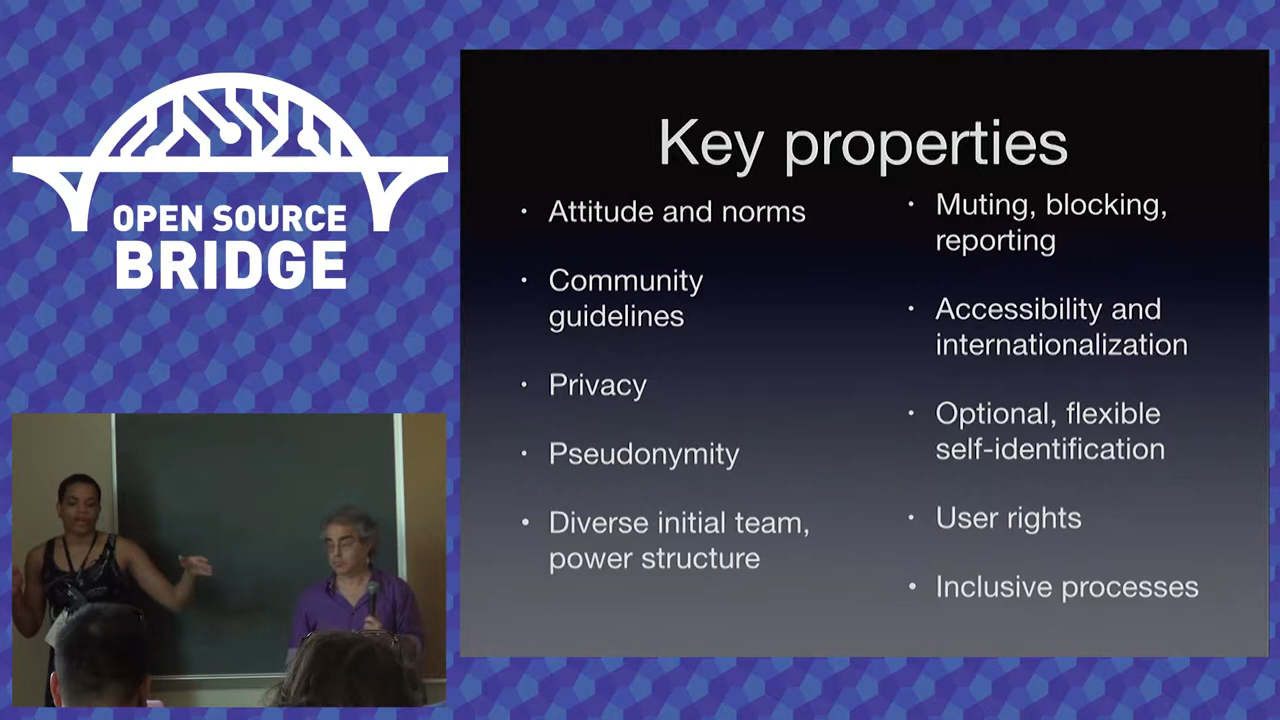 OPEN SOURCE
BRIDGE
Key properties
• Attitude and norms
• Community
guidelines
• Privacy
• Pseudonymity
• Diverse initial team,
power structure
• Muting, blocking,
reporting
• Accessibility and
internationalization
• Optional, flexible
self-identification
• User rights
• Inclusive processes